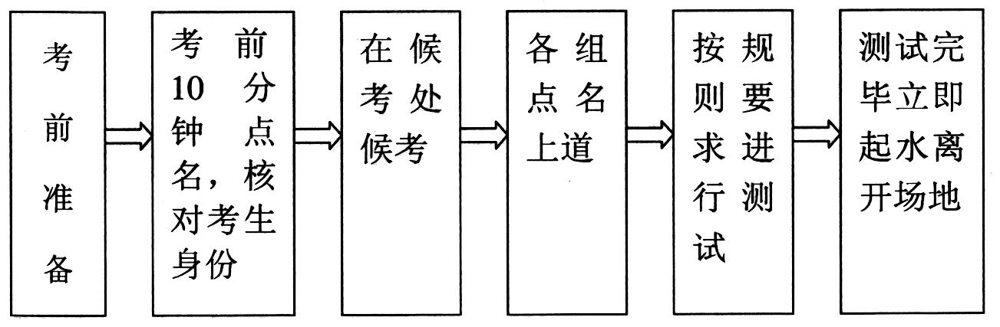 考
前
准
备
考前
10分
钟点
名，核
对考生
身份
在候
考处
候考
各组
点名
上道
按规
则要
求进
行测
试
测试完
毕立即
起水离
开场地